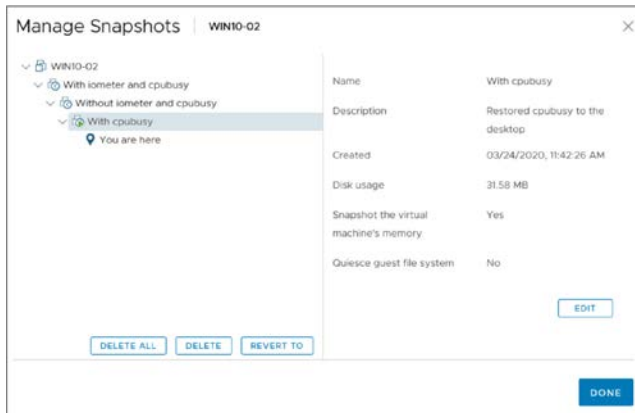 Manage Snapshots WIN10-02
WIN10-02
With iometer and cpubusy
Without iometer and cpubusy
With cpubusy
You are here
Name With cpubusy
Description Restored cpubusy to the
desktop
Created 03/24/2020, 11:42:26 AM
Disk usage 31.58 MB
Snapshot the virtual Yes
machine's memory
Quiesce guest file system No
EDIT
DELETE ALL DELETE REVERT TO
DONE